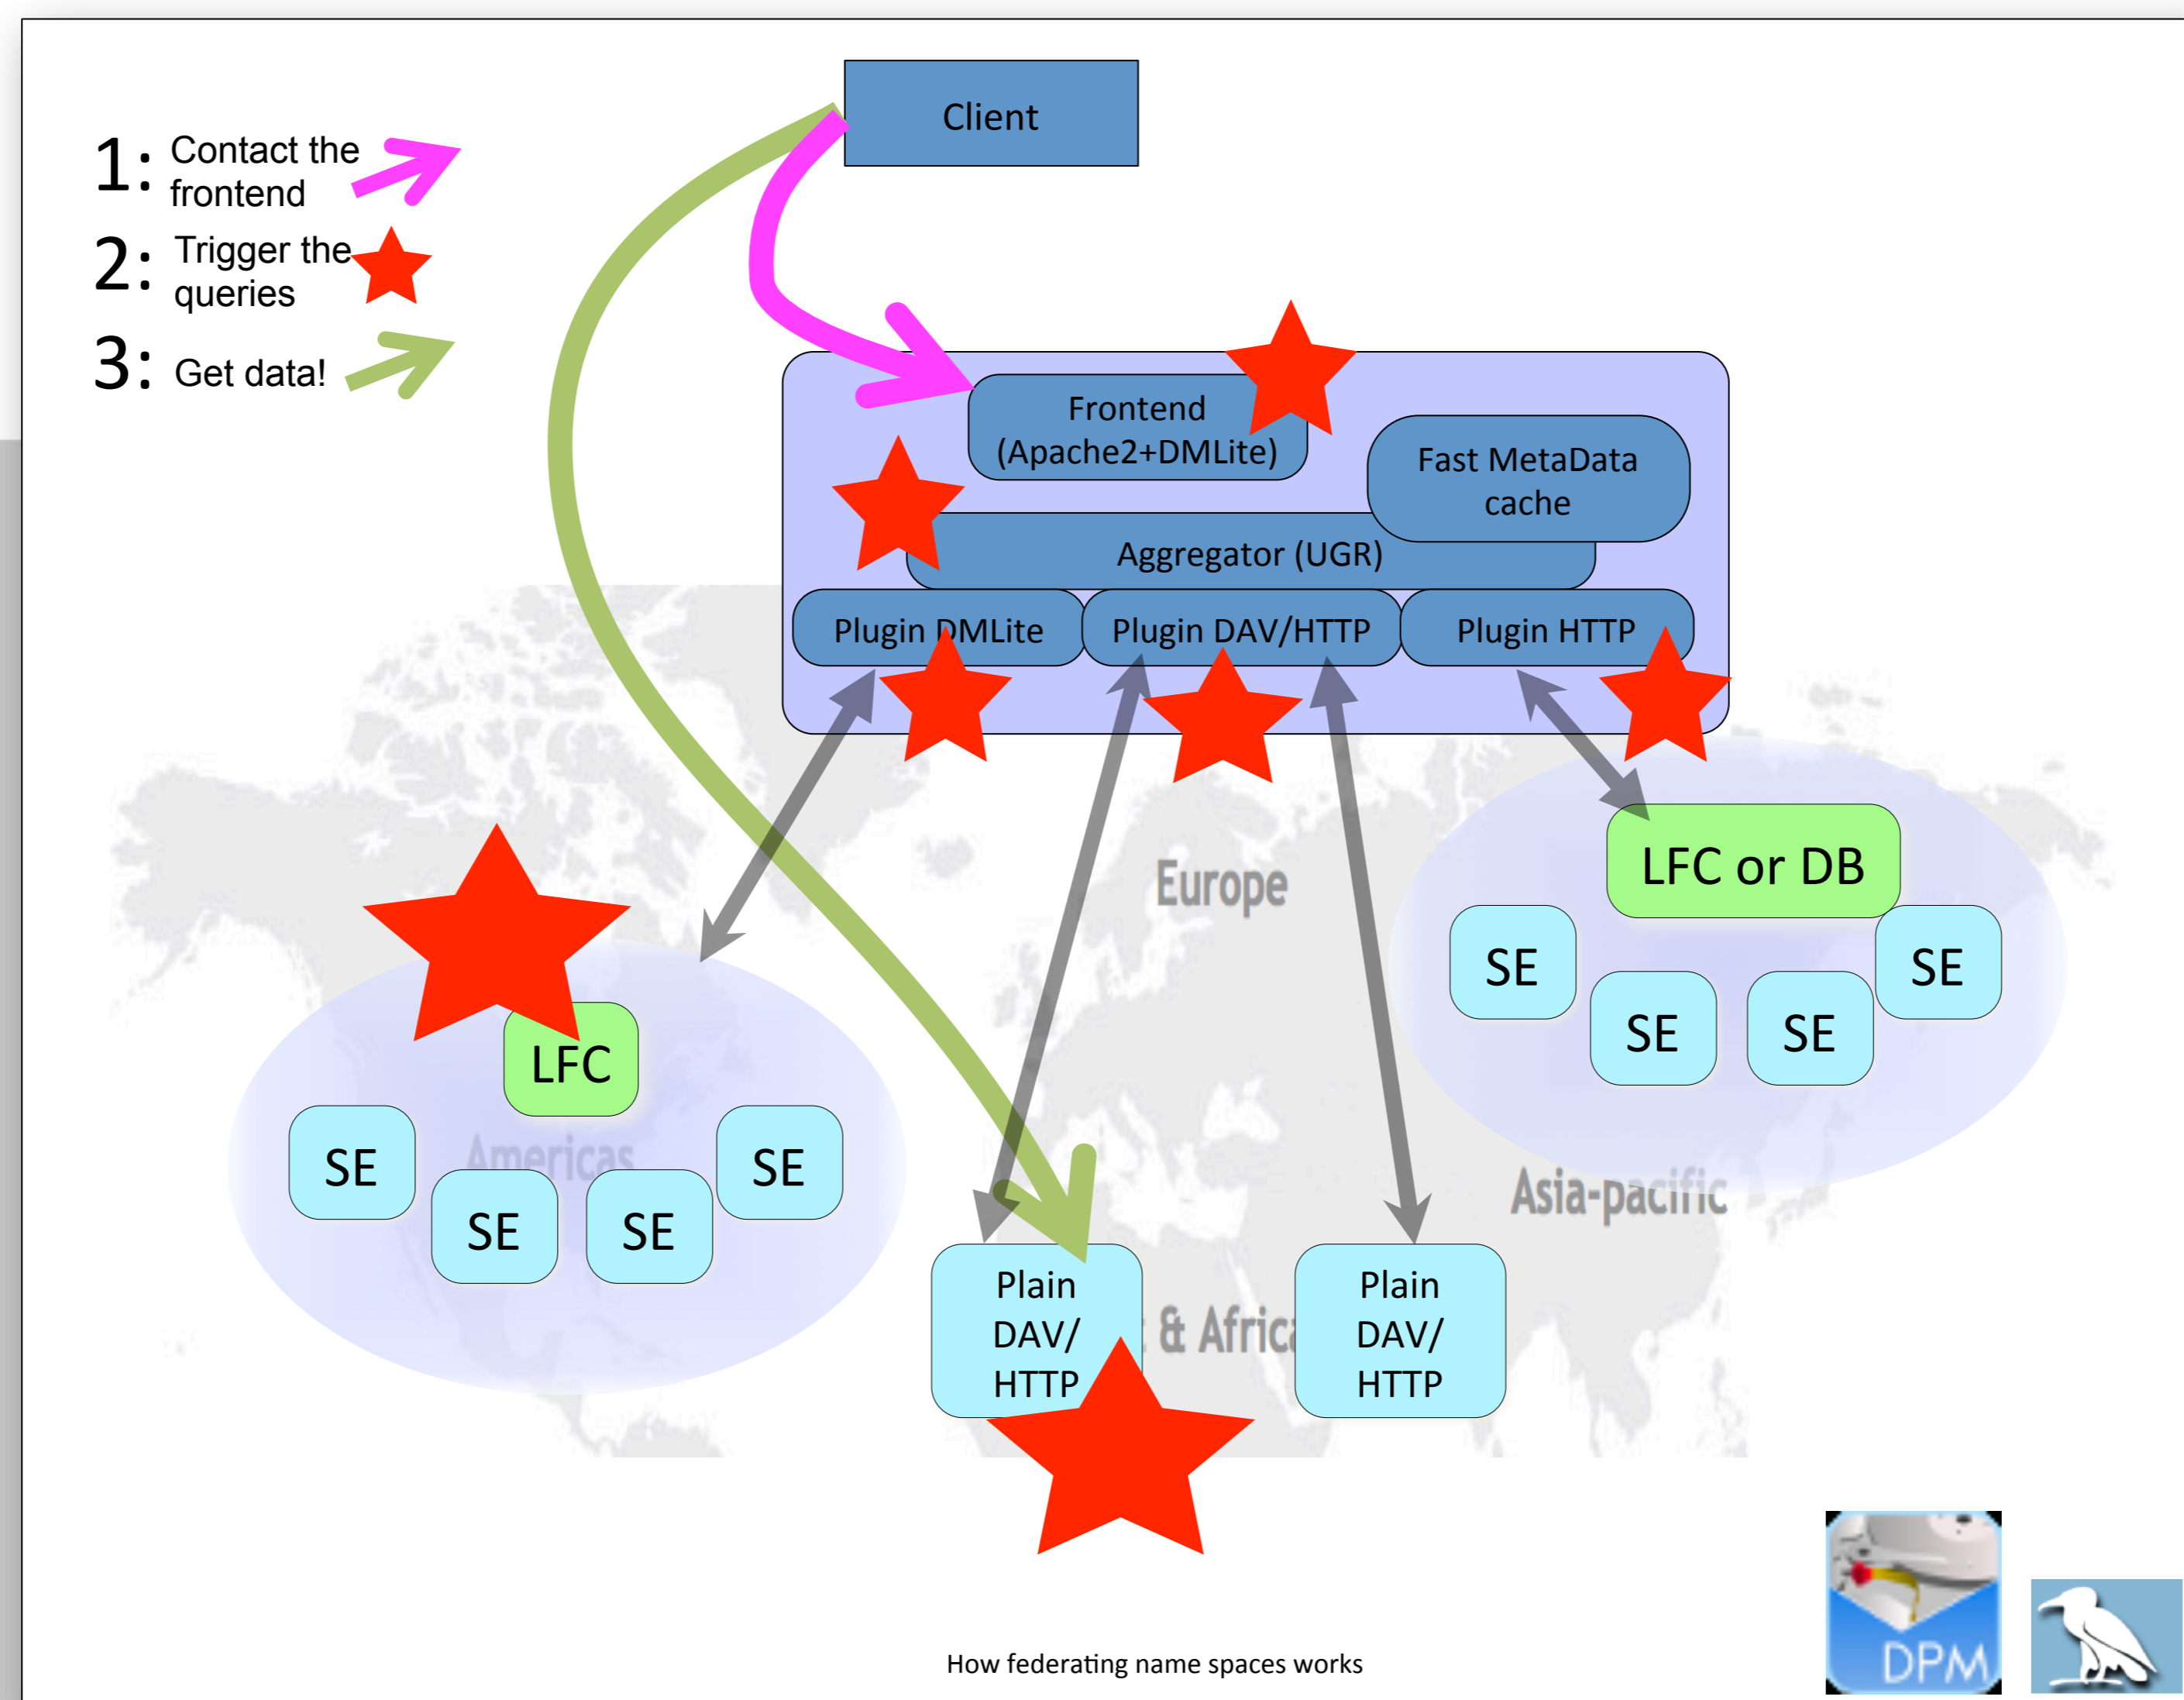 Client
1: Contact the
frontend
2: Trigger the
queries
3: Get data!
Frontend
(Apache2+DMLite)
Fast MetaData
cache
Aggregator (UGR)
Plugin DMLite
Plugin DAV/HTTP
Plugin HTTP
Europe
LFC or DB
SE
SE
SE
SE
LFC
Americas
SE
SE
SE
SE
Asia-pacific
Plain
DAV/
HTTP
& Africa
Plain
DAV/
HTTP
DPM
How federating name spaces works